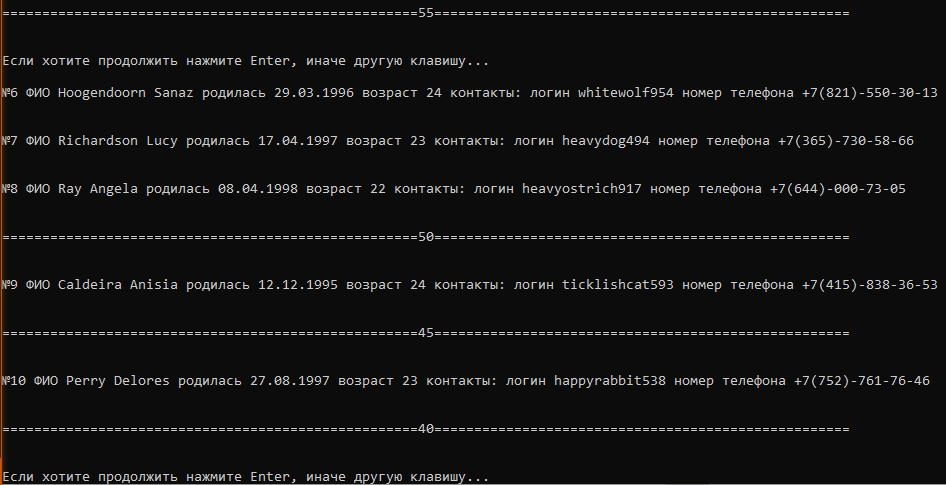 ====================================================55====================================================
Если хотите продолжить нажмите Enter, иначе другую клавишу...
№6 ФИО Hoogendoorn Sanaz родилась 29.03.1996 возраст 24 контакты: логин whitewolf954 номер телефона +7(821)-550-30-13
№7 ФИО Richardson Lucy родилась 17.04.1997 возраст 23 контакты: логин heavydog494 номер телефона +7(365)-730-58-66
№8 ФИО Ray Angela родилась 08.04.1998 возраст 22 контакты: логин heavyostrich917 номер телефона +7(644)-000-73-05
====================================================50====================================================
№9 ФИО Caldeira Anisia родилась 12.12.1995 возраст 24 контакты: логин ticklishcat593 номер телефона +7(415)-838-36-53
====================================================45====================================================
№10 ФИО Perry Delores родилась 27.08.1997 возраст 23 контакты: логин happyrabbit538 номер телефона +7(752)-761-76-46
====================================================40====================================================
Если хотите продолжить нажмите Enter, иначе другую клавишу...